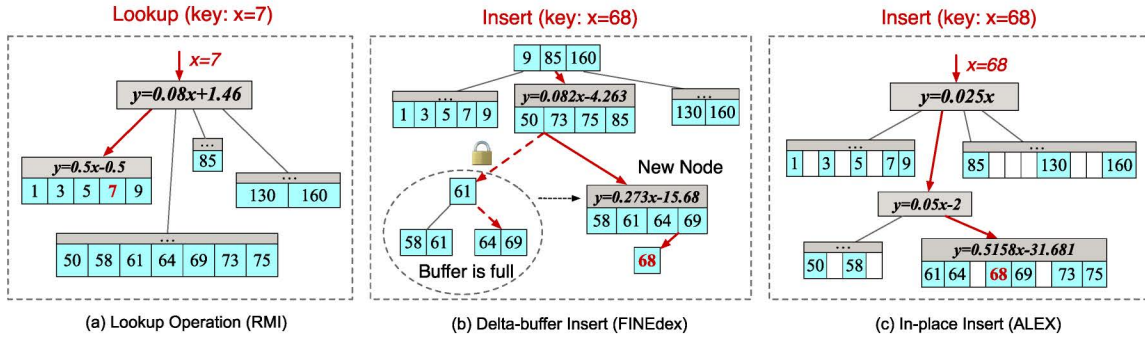 Lookup (key: x=7)
x=7
y=0.08x+1.46
...
85
y=0.5x-0.5
1 3 5 7 9
...
130 160
...
50 58 61 64 69 73 75
(a) Lookup Operation (RMI)
Insert (key: x=68)
9 85 160
...
1 3 5 7 9
y=0.082x-4.263
50 73 75 85
...
130 160
61
58 61
64 69
Buffer is full
New Node
y=0.273x-15.68
58 61 64 69
68
(b) Delta-buffer Insert (FINEdex)
Insert (key: x=68)
x=68
y=0.025x
...
1 3 5 7 9
...
85 130 160
y=0.05x-2
...
50 58
y=0.5158x-31.681
61 64 68 69 73 75
(c) In-place Insert (ALEX)